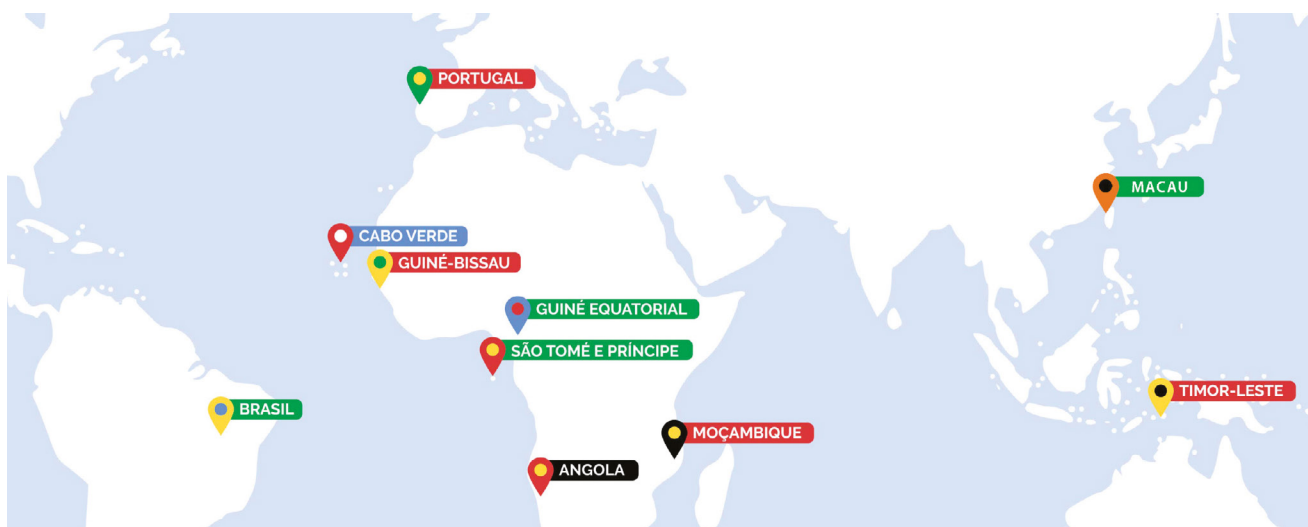 PORTUGAL
MACAU
CABO VERDE
GUINÉ-BISSAU
GUINÉ EQUATORIAL
SÃO TOMÉ E PRÍNCIPE
TIMOR-LESTE
BRASIL
MOÇAMBIQUE
ANGOLA